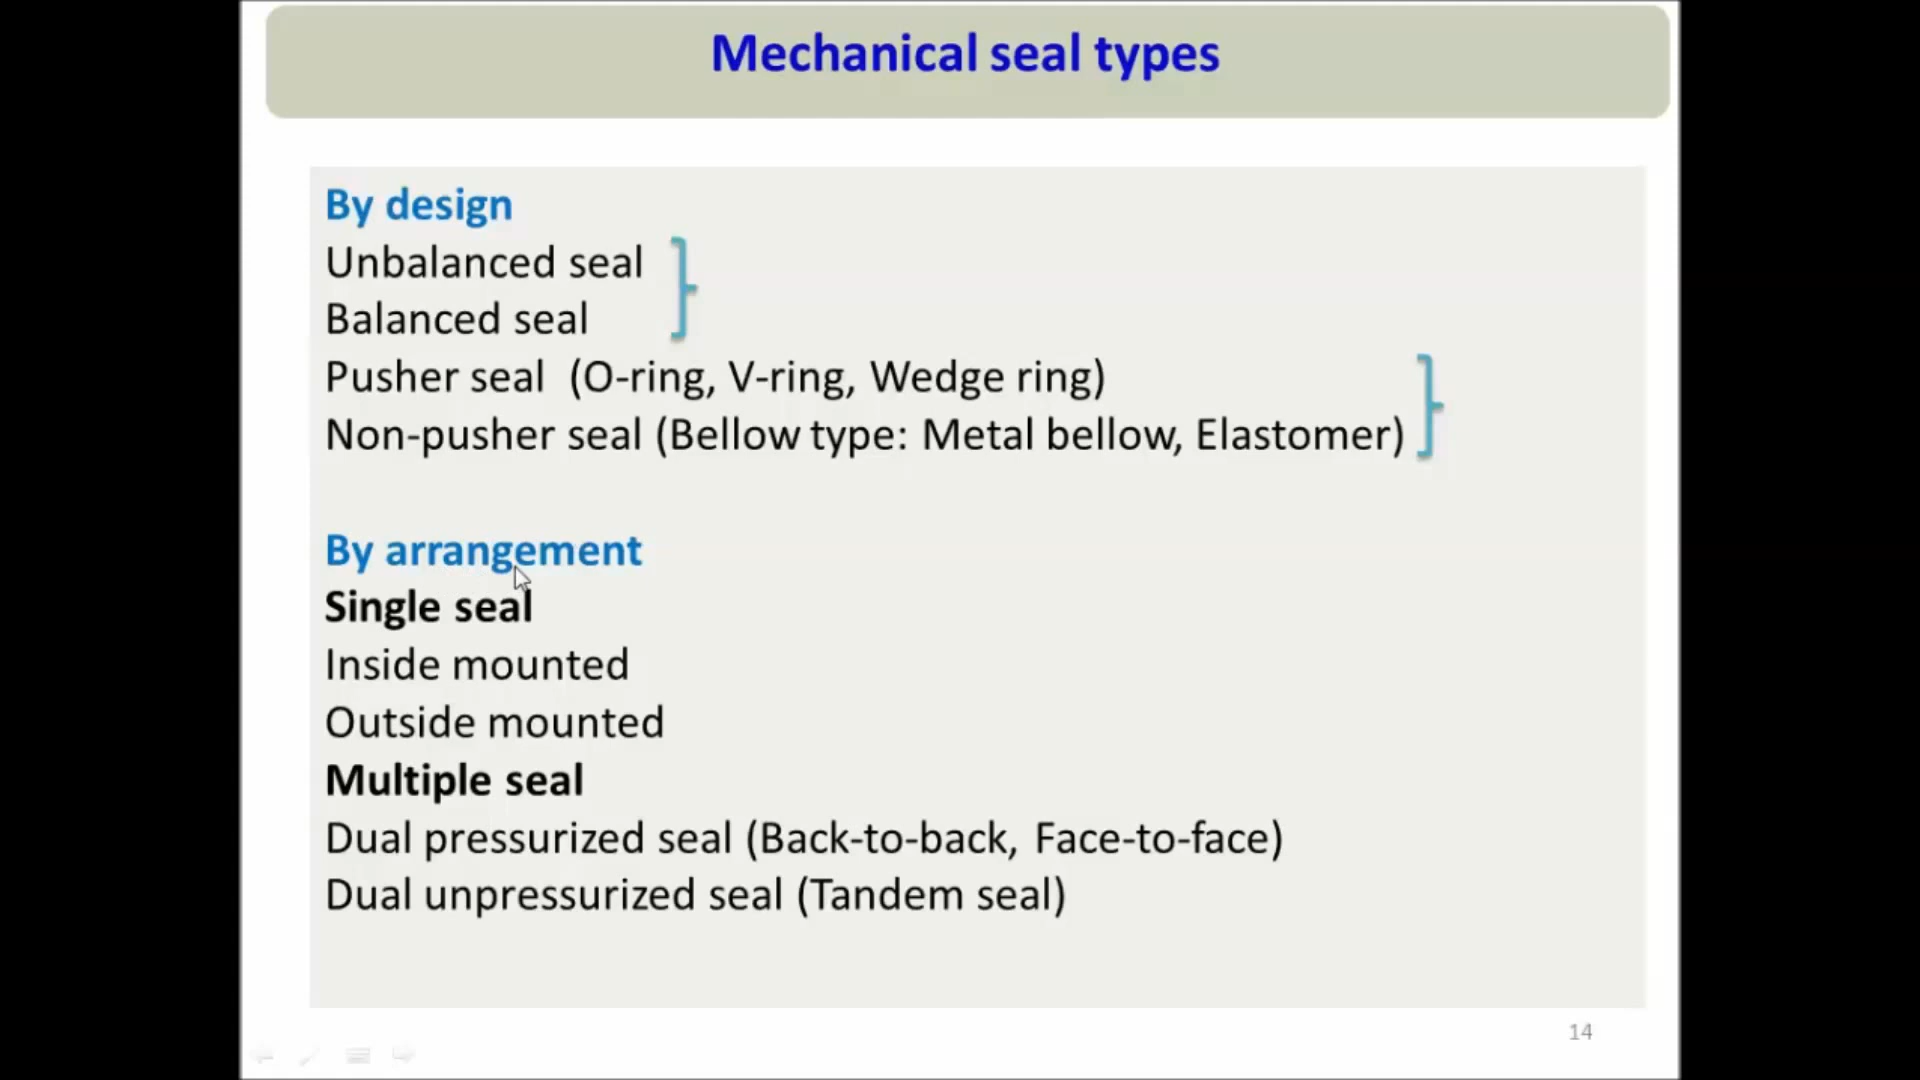 Mechanical seal types
By design
Unbalanced seal
Balanced seal
Pusher seal (O-ring, V-ring, Wedge ring)
Non-pusher seal (Bellow type: Metal bellow, Elastomer)
By arrangement
Single seal
Inside mounted
Outside mounted
Multiple seal
Dual pressurized seal (Back-to-back, Face-to-face)
Dual unpressurized seal (Tandem seal)
14